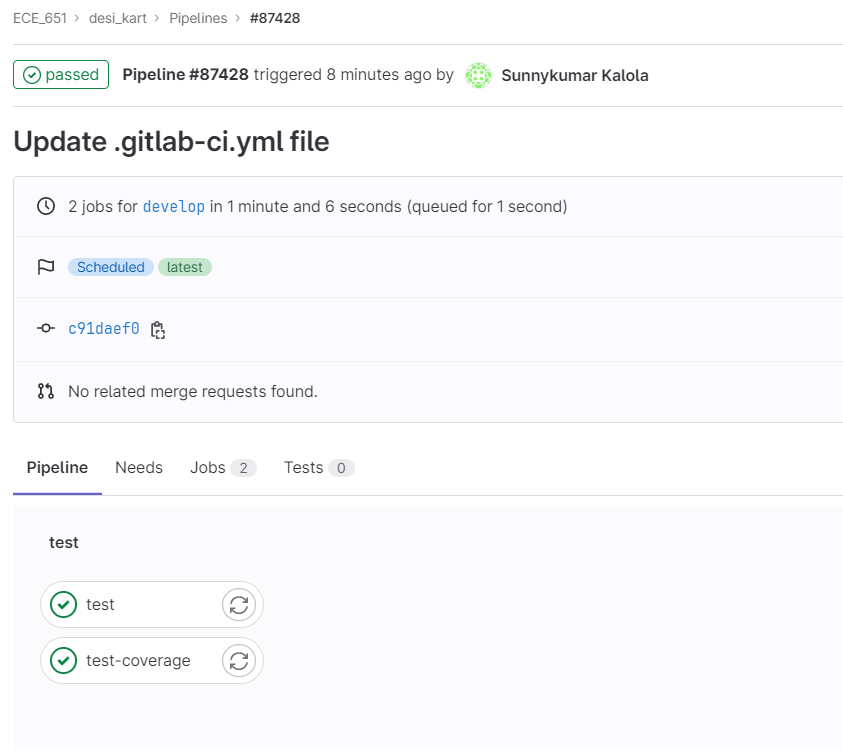 ECE_651 > desi_kart > Pipelines > #87428
passed Pipeline #87428 triggered 8 minutes ago by Sunnykumar Kalola
Update .gitlab-ci.yml file
2 jobs for develop in 1 minute and 6 seconds (queued for 1 second)
Scheduled latest
c91daef0
No related merge requests found.
Pipeline Needs Jobs 2 Tests 0
test
test
test-coverage